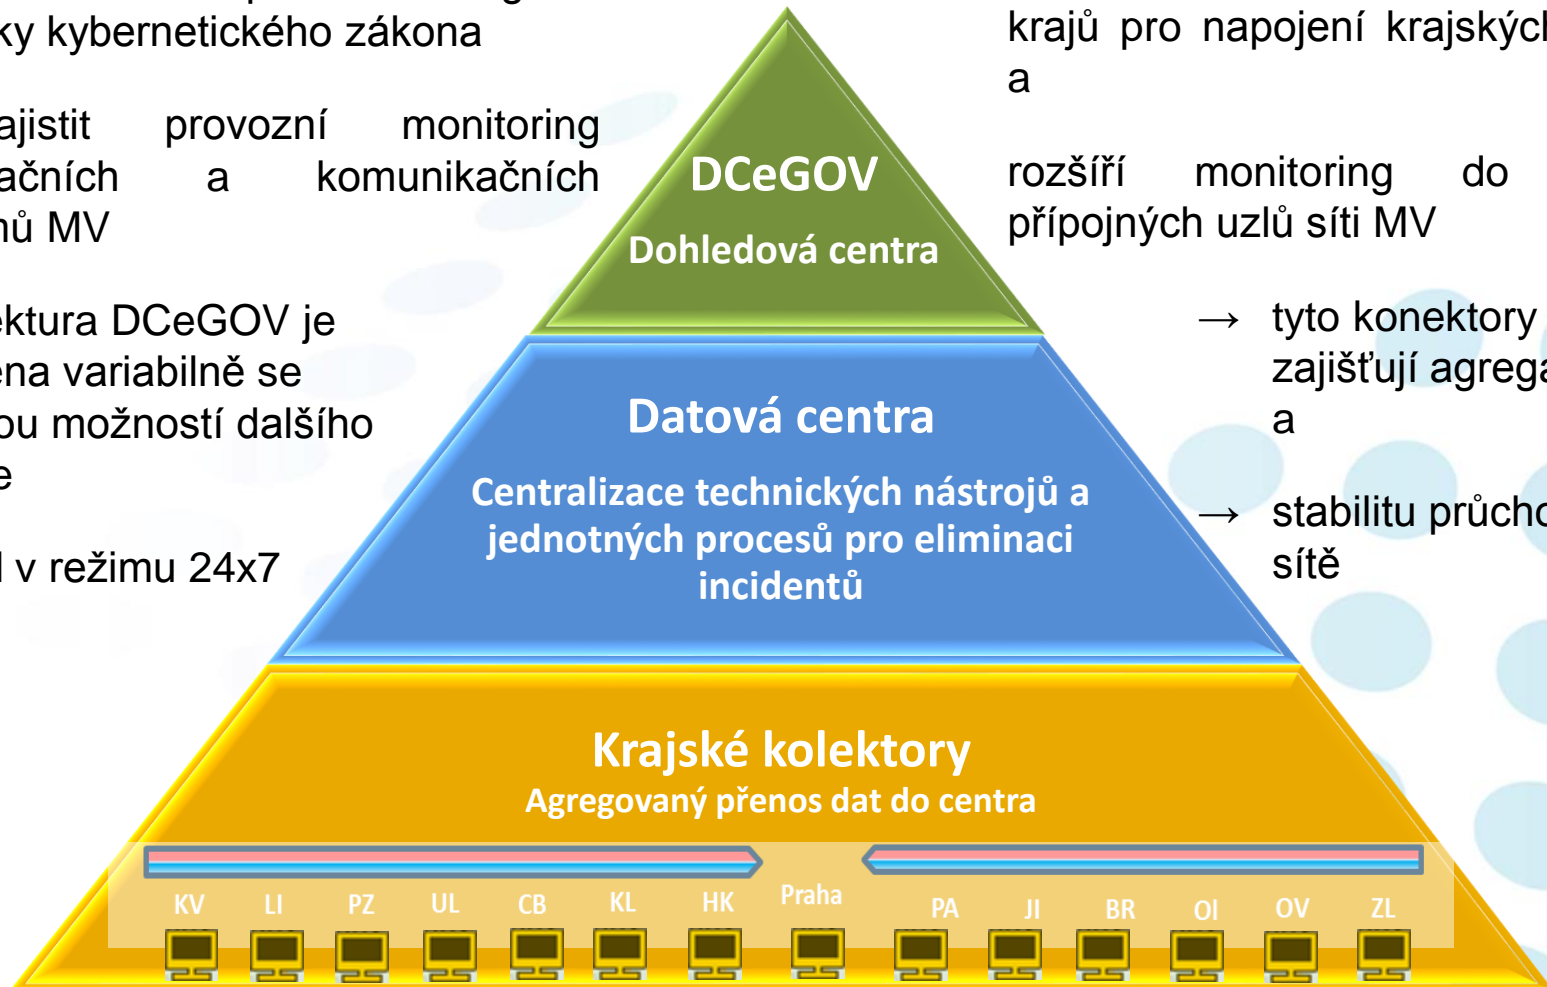 ky kybernetického zákona
ajistit provozní monitoring
ačních a komunikačních
ů MV
ektura DCeGOV je
ena variabilně se
ou možností dalšího
e
v režimu 24x7
DCeGOV
Dohledová centra
Datová centra
Centralizace technických nástrojů a
jednotných procesů pro eliminaci
incidentů
Krajské kolektory
Agregovaný přenos dat do centra
KV LI PZ UL CB KL HK Praha PA JI BR Ol OV ZL
krajů pro napojení krajských
a
rozšíří monitoring do
přípojných uzlů síti MV
→ tyto konektory
zajišťují agrega
a
→ stabilitu průcho
sítě